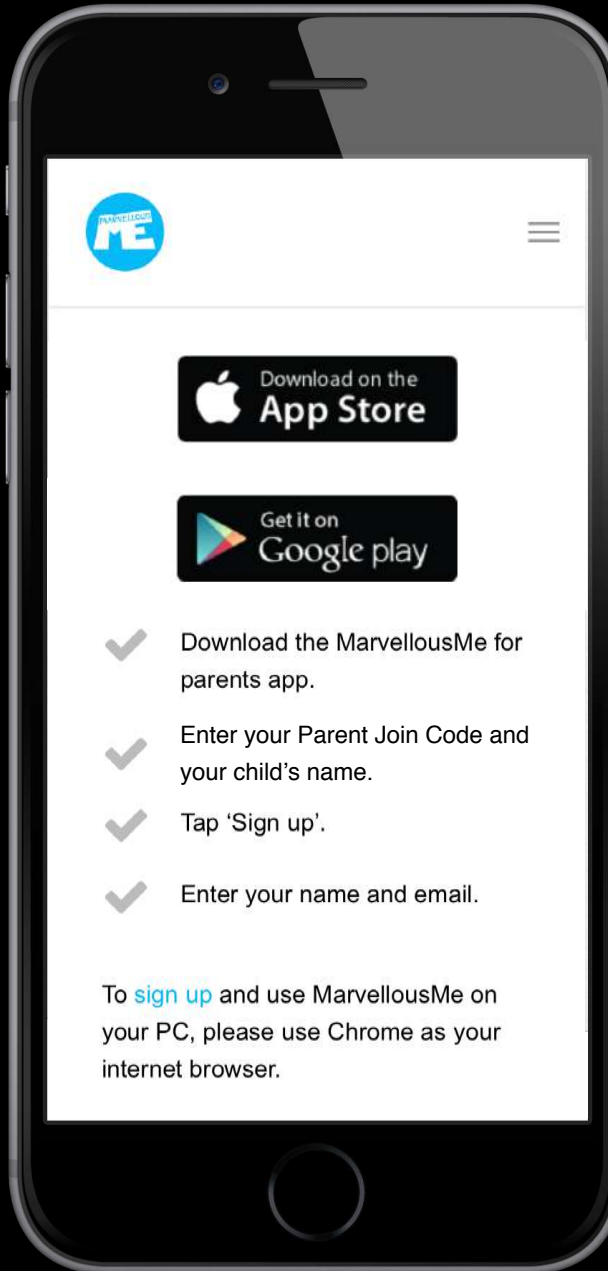 MARVELLOUS
ME
Download on the
App Store
Get it on
Google play
Download the MarvellousMe for
parents app.
Enter your Parent Join Code and
your child's name.
Tap ‘Sign up’.
Enter your name and email.
To sign up and use MarvellousMe on
your PC, please use Chrome as your
internet browser.